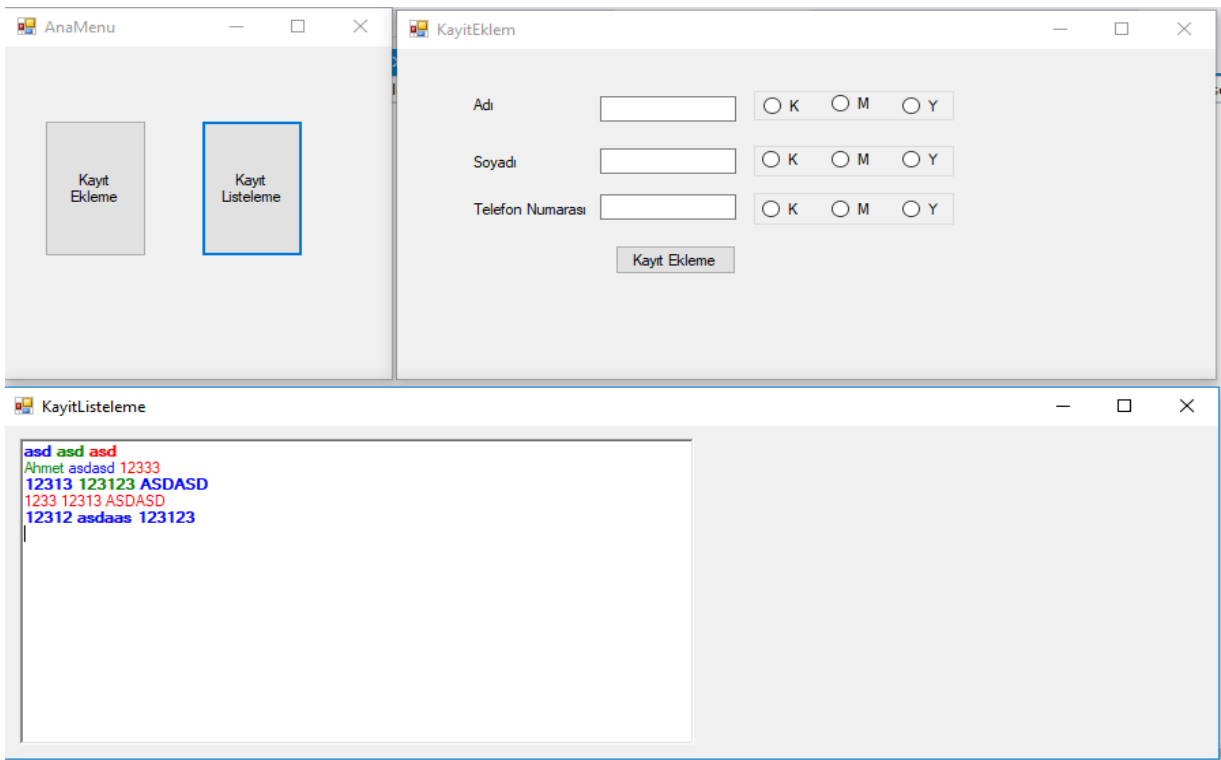 AnaMenu
Kayıt
Ekleme
Kayıt
Listeleme
KayitEklem
Adı
K M Y
Soyadı
K M Y
Telefon Numarası
K M Y
Kayıt Ekleme
KayitListeleme
asd asd asd
Ahmet asdasd 12333
12313 123123 ASDASD
1233 12313 ASDASD
12312 asdaas 123123